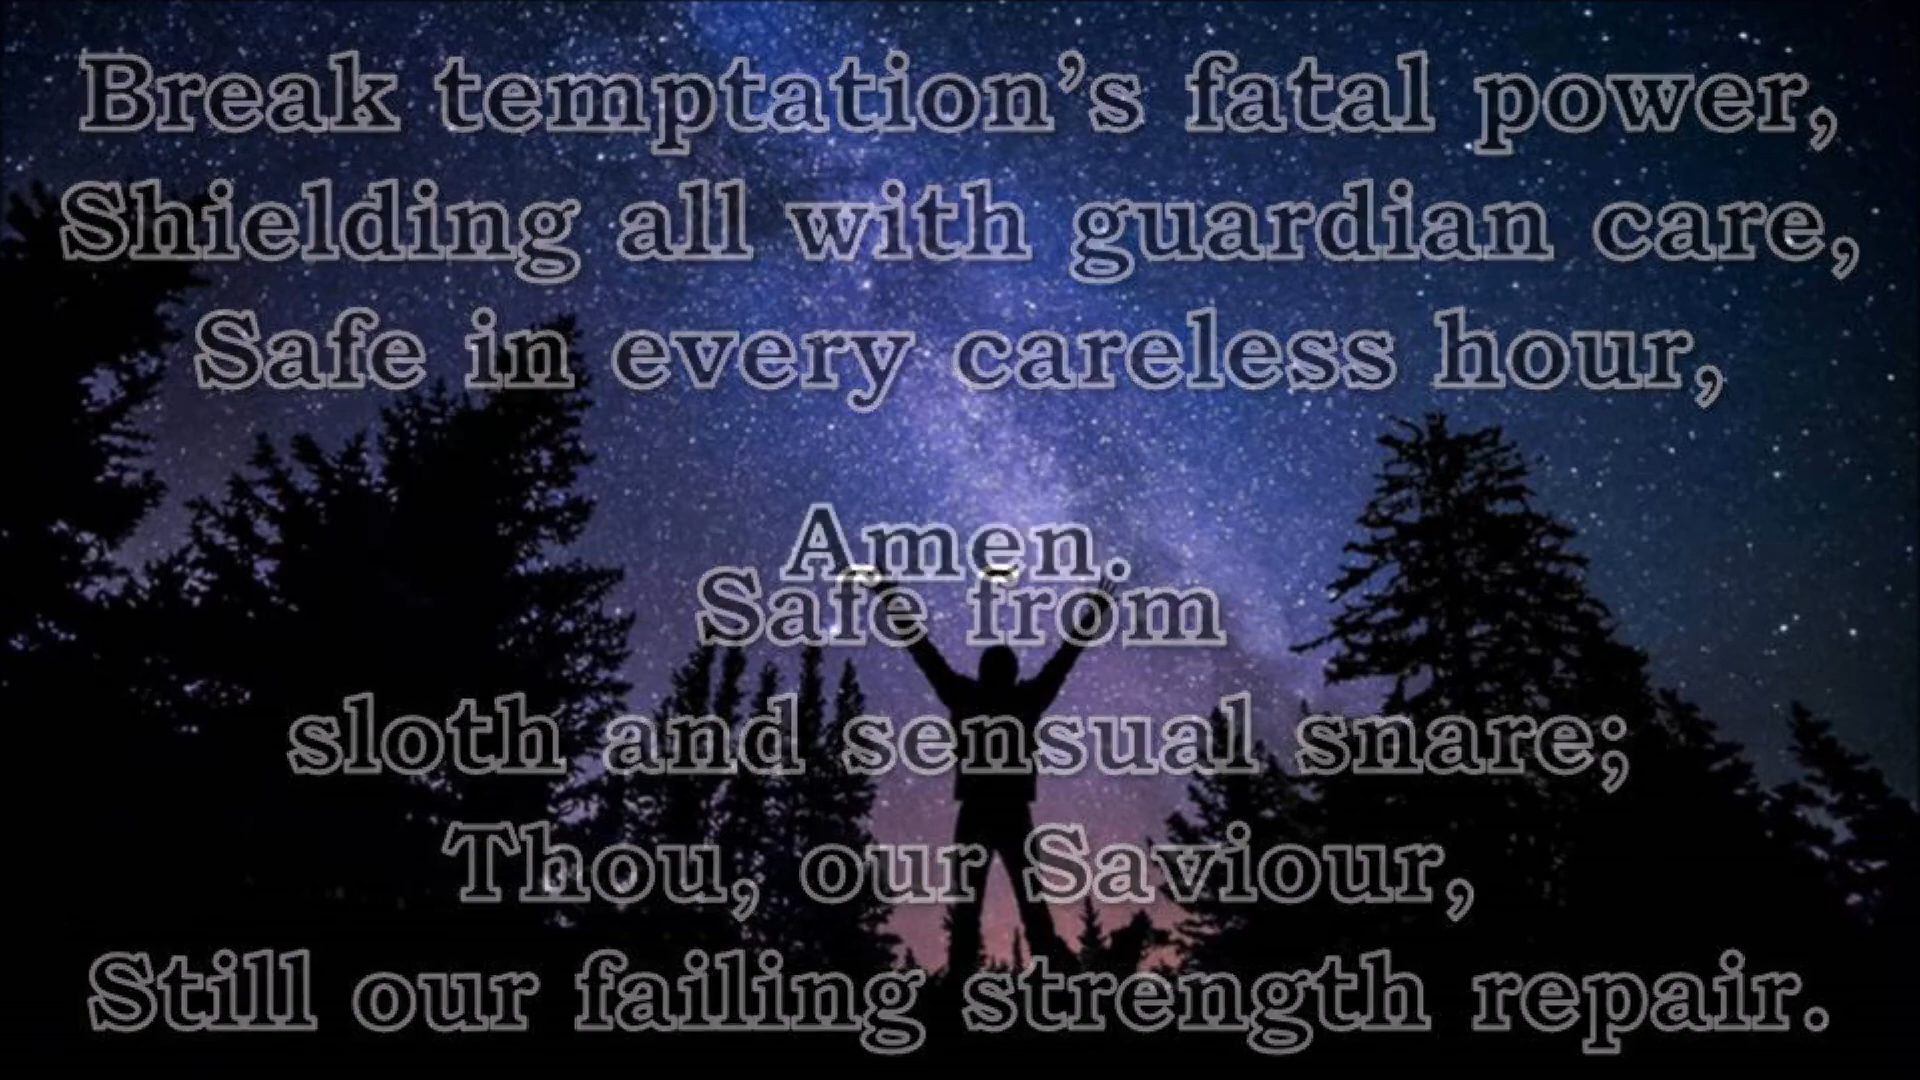 Break temptation’s fatal power,
Shielding all with guardian care,
Safe in every careless hour,
Amen.
Safe from
sloth and sensual snare;
Thou, our Saviour,
Still our failing strength repair.